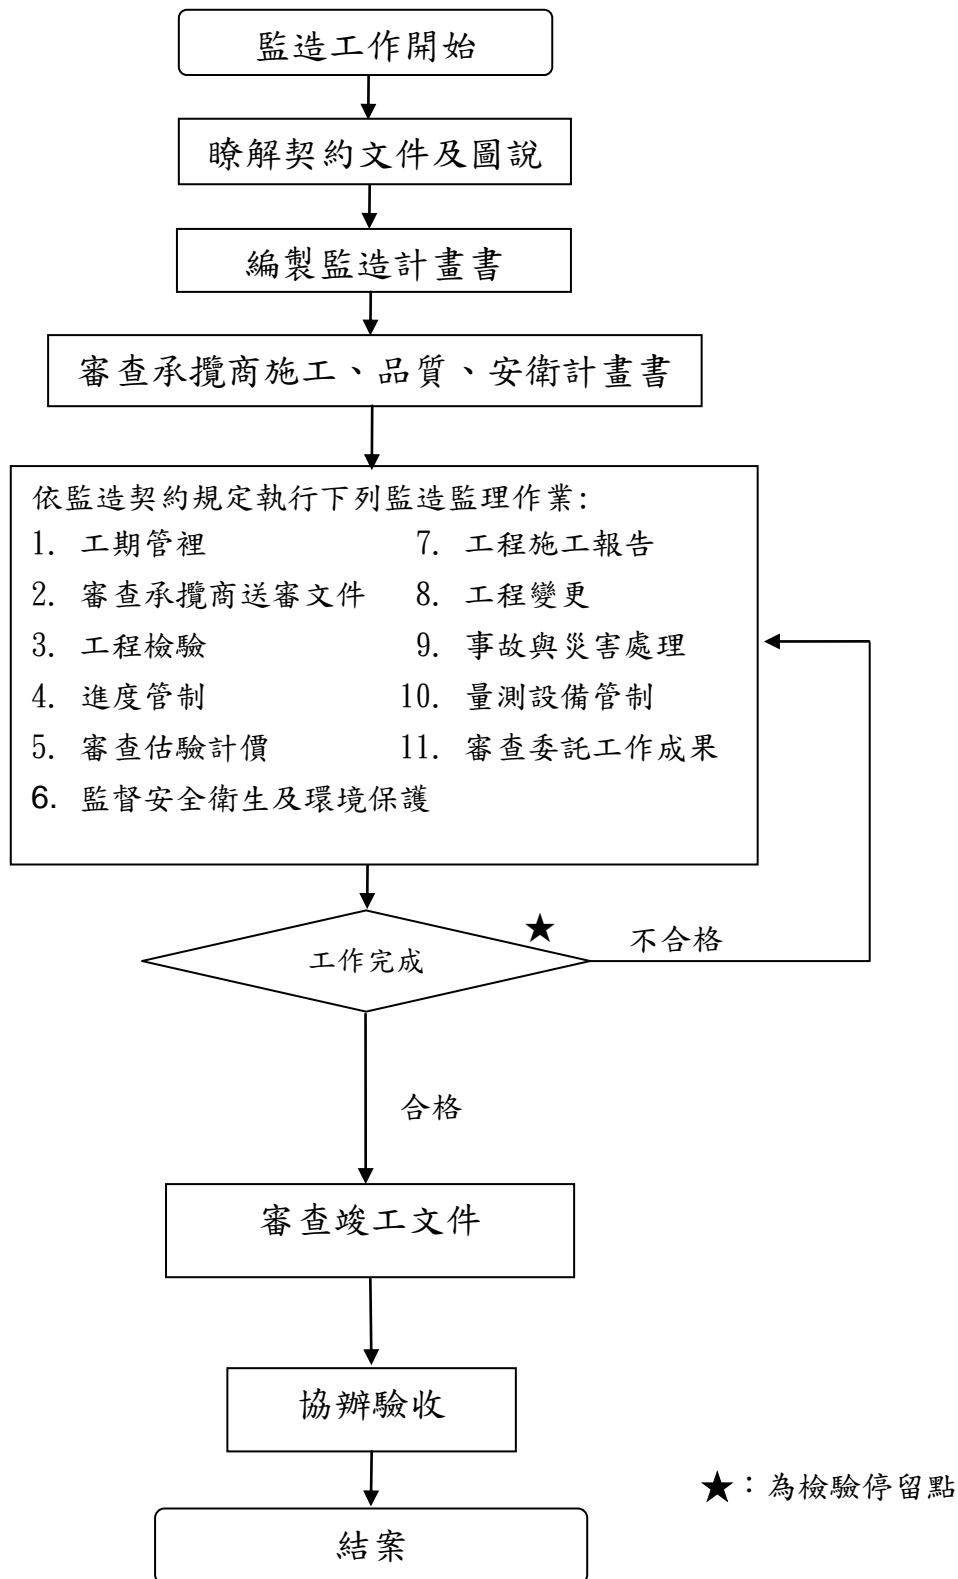 監造工作開始
瞭解契約文件及圖說
編製監造計畫書
審查承攬商施工、品質、安衛計畫書
依監造契約規定執行下列監造監理作業:
1. 工期管裡
2. 審查承攬商送審文件
3. 工程檢驗
4. 進度管制
5. 審查估驗計價
6. 監督安全衛生及環境保護
7. 工程施工報告
8. 工程變更
9. 事故與災害處理
10. 量測設備管制
11. 審查委託工作成果
工作完成
★
不合格
合格
審查竣工文件
協辦驗收
結案
★：為檢驗停留點